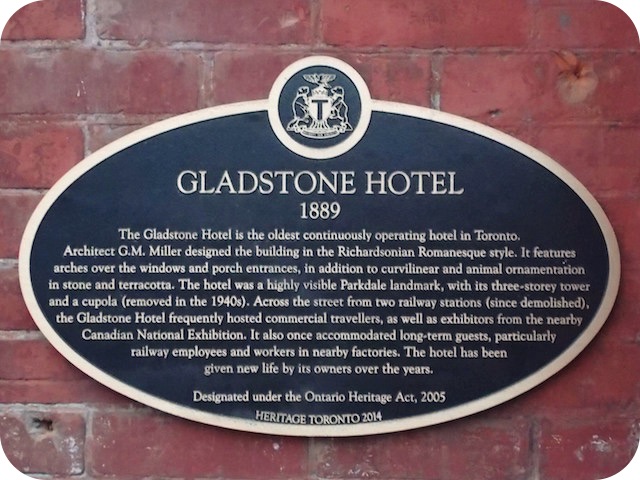 T
GLADSTONE HOTEL
1889
The Gladstone Hotel is the oldest continuously operating hotel in Toronto.
Architect G.M. Miller designed the building in the Richardsonian Romanesque style. It features
arches over the windows and porch entrances, in addition to curvilinear and animal ornamentation
in stone and terracotta. The hotel was a highly visible Parkdale landmark, with its three-storey tower
and a cupola (removed in the 1940s). Across the street from two railway stations (since demolished),
the Gladstone Hotel frequently hosted commercial travellers, as well as exhibitors from the nearby
Canadian National Exhibition. It also once accommodated long-term guests, particularly
railway employees and workers in nearby factories. The hotel has been
given new life by its owners over the years.
Designated under the Ontario Heritage Act, 2005
HERITAGE TORONTO 2014